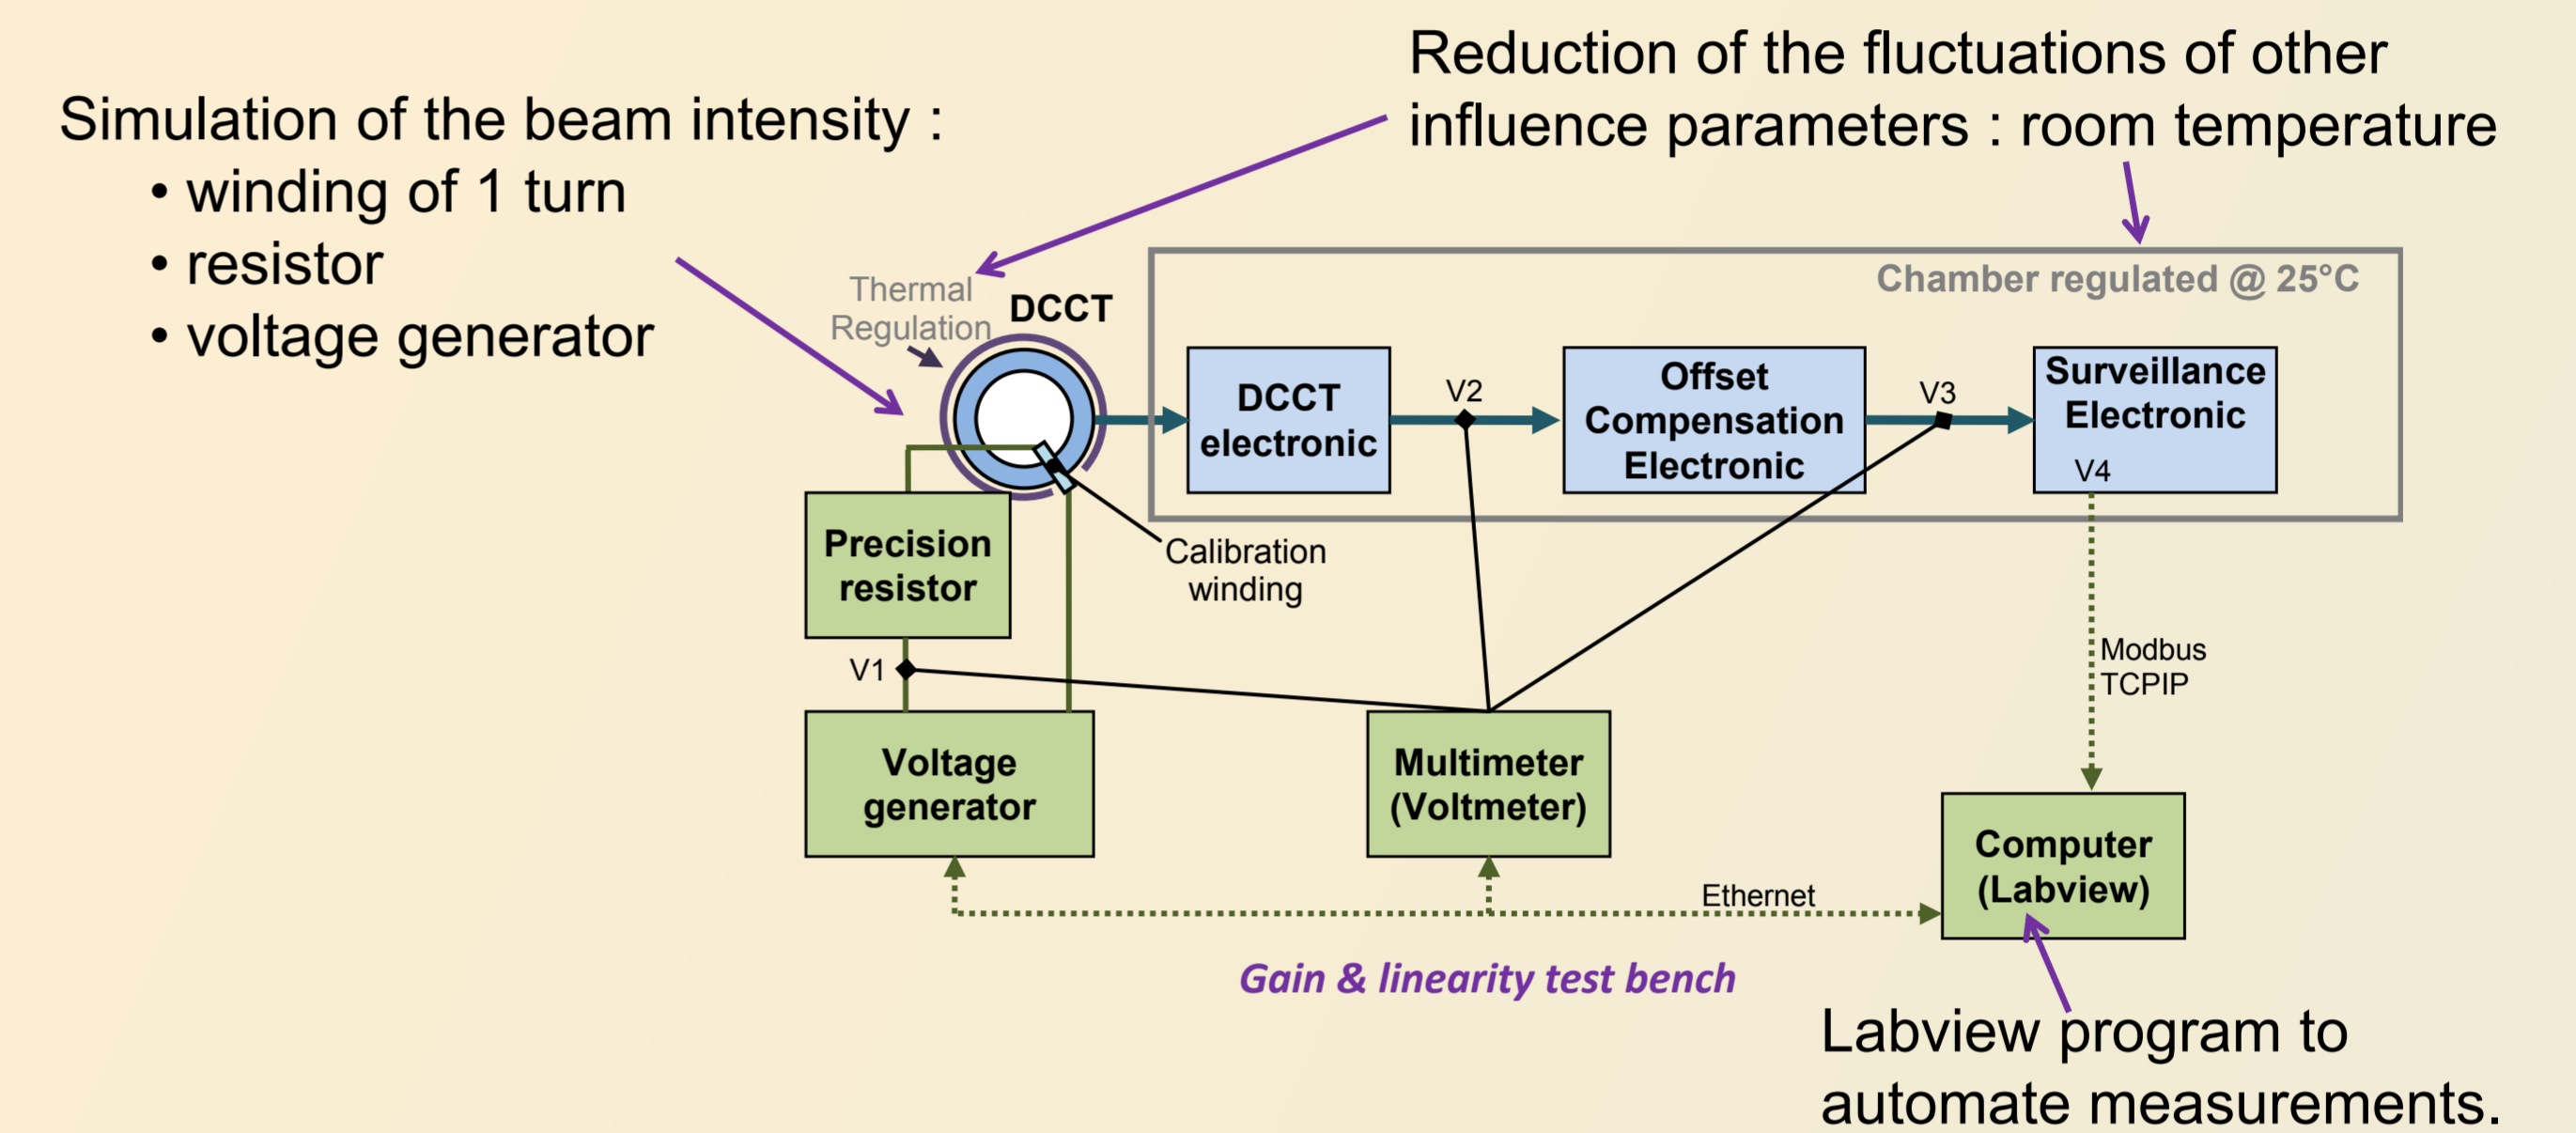 Reduction of the fluctuations of other
influence parameters : room temperature
Simulation of the beam intensity :
• winding of 1 turn
• resistor
• voltage generator
Thermal
Regulation
DCCT
Chamber regulated @ 25°C
DCCT
electronic
V2
Offset
Compensation
Electronic
V3
Surveillance
Electronic
V4
Precision
resistor
Calibration
winding
V1
Modbus
TCPIP
Voltage
generator
Multimeter
(Voltmeter)
Computer
(Labview)
Ethernet
Gain & linearity test bench
Labview program to
automate measurements.